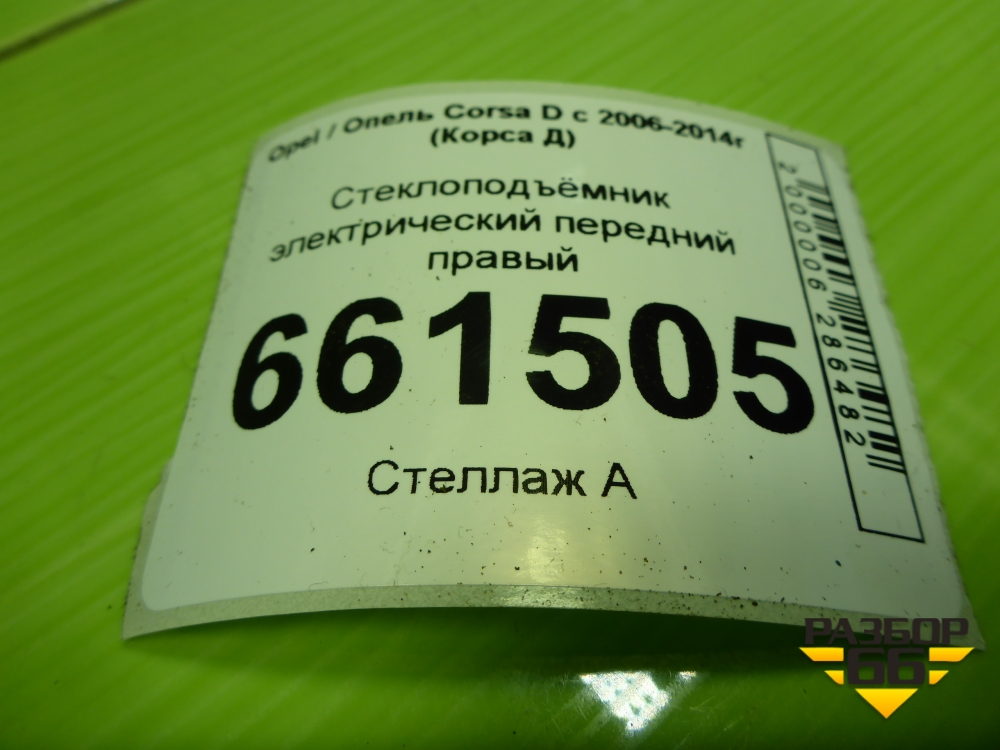 Opel / Опель Corsa D с 2006-2014г
(Корса Д)
Стеклоподъёмник
электрический передний
правый
661505
Стеллаж А
2000006286482
РАЗБОР
66